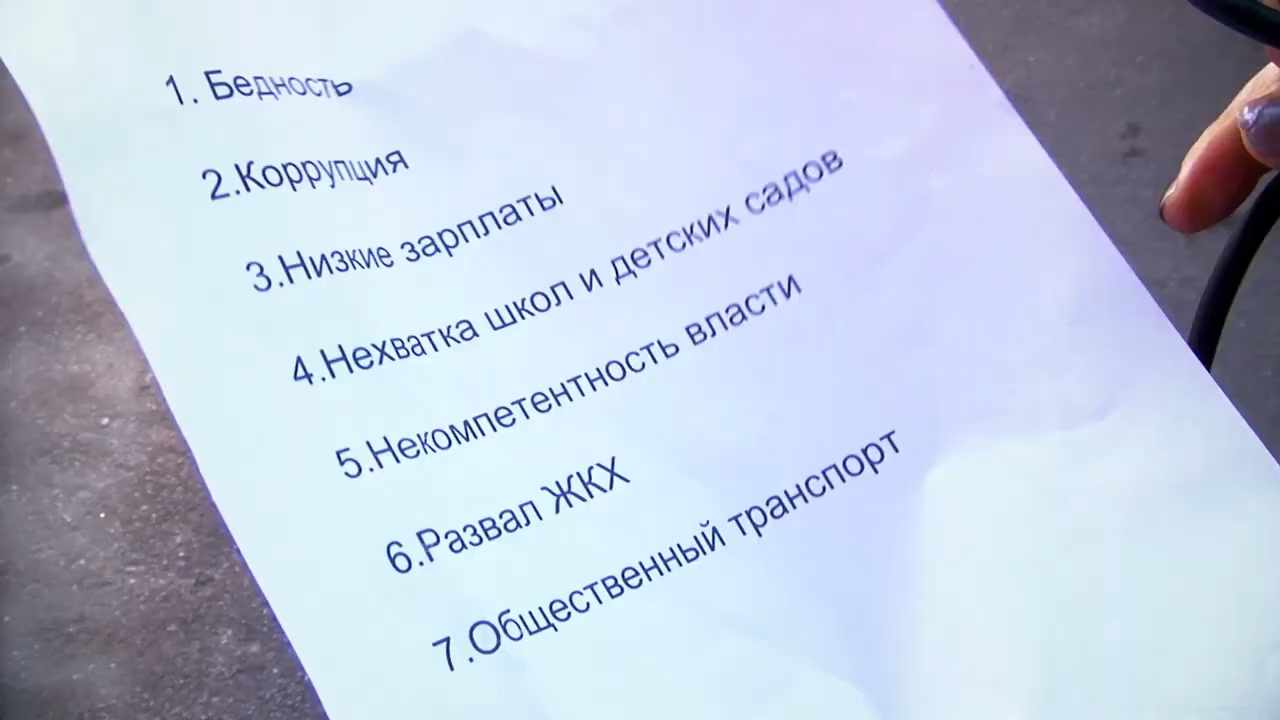 1. Бедность
2.Коррупция
3.Низкие зарплаты
4.Нехватка школ и детских садов
5.Некомпетентность власти
6.Развал ЖКХ
7.Общественный транспорт